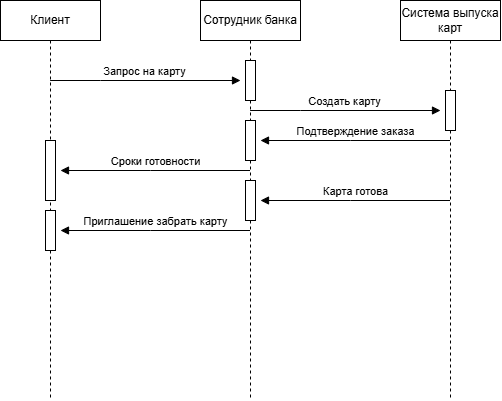 Клиент
Сотрудник банка
Система выпуска
карт
Запрос на карту
Создать карту
Подтверждение заказа
Сроки готовности
Карта готова
Приглашение забрать карту